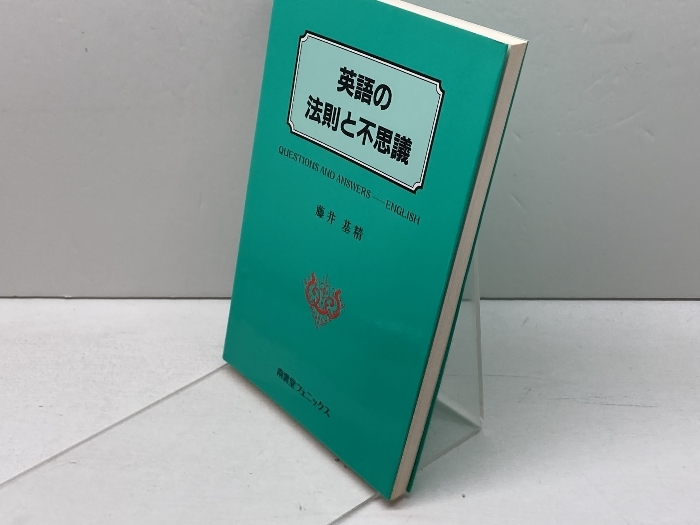 英語の
法則と不思議
QUESTIONS AND ANSWERS——ENGLISH
藤井 基精
南雲堂フェニックス